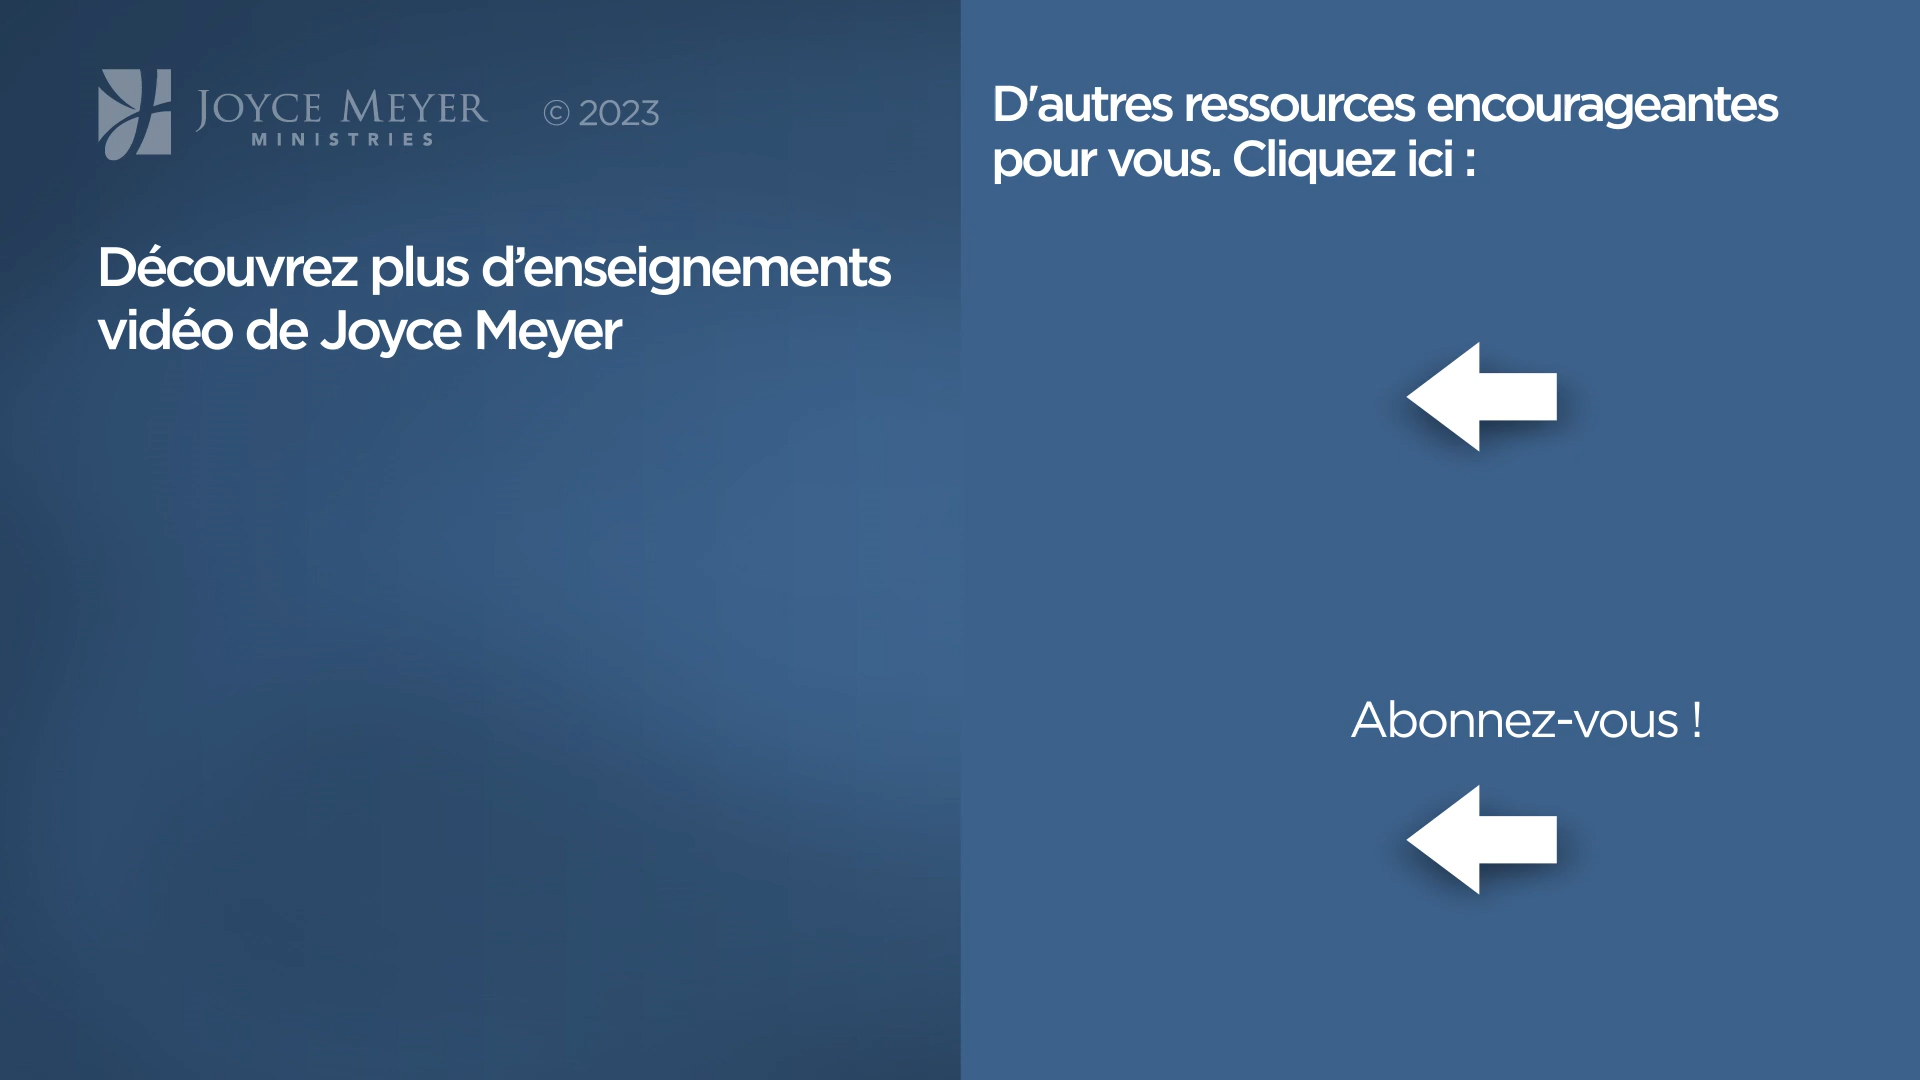 JOYCE MEYER
MINISTRIES
© 2023
Découvrez plus d’enseignements
vidéo de Joyce Meyer
D'autres ressources encourageantes
pour vous. Cliquez ici :
Abonnez-vous !